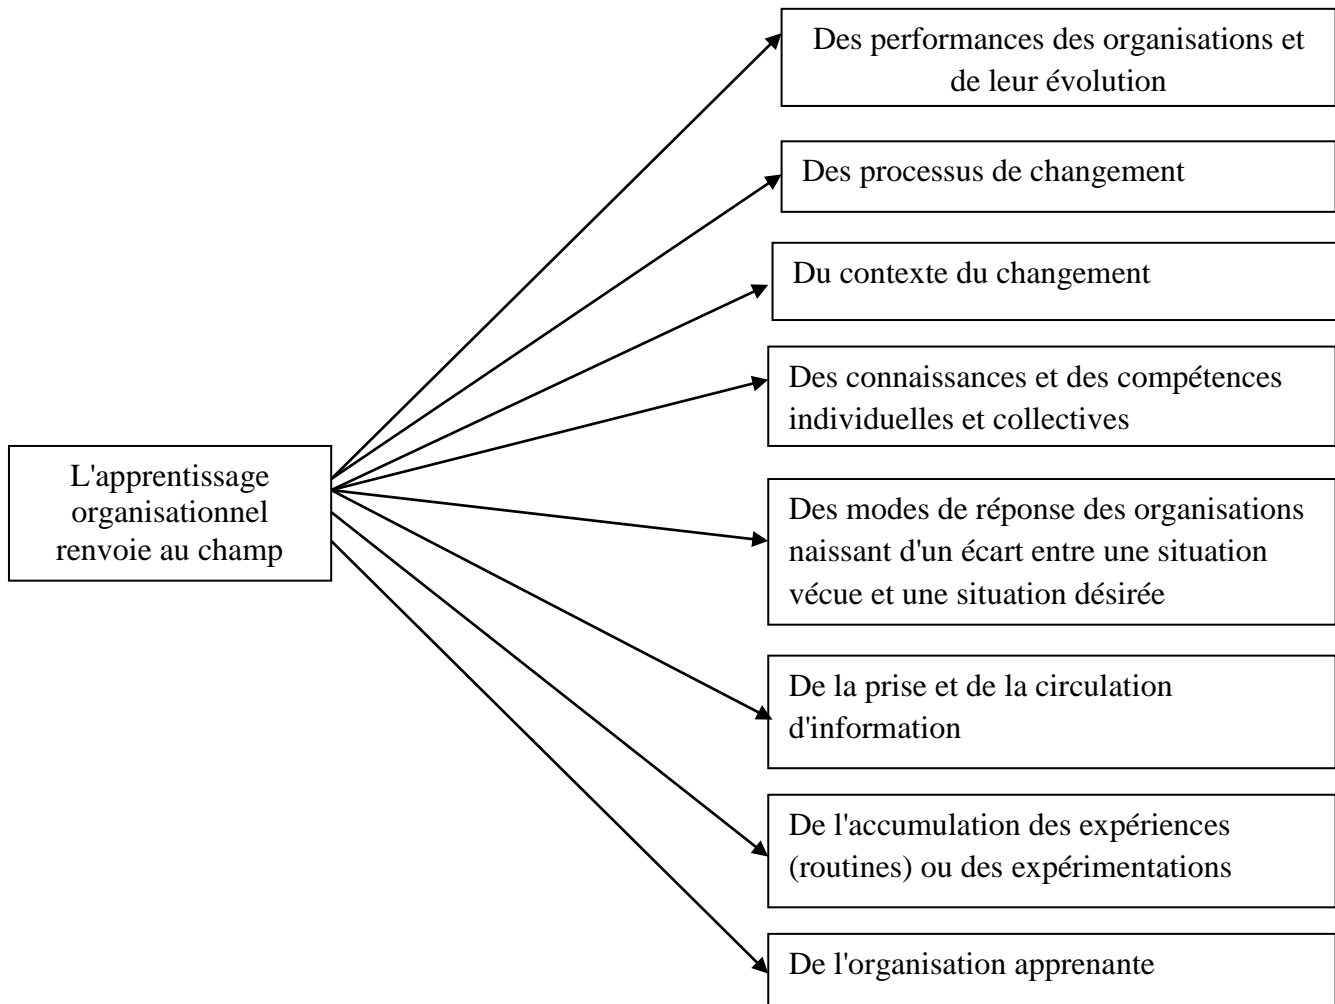 Des performances des organisations et
de leur évolution
Des processus de changement
Du contexte du changement
Des connaissances et des compétences
individuelles et collectives
L'apprentissage
organisationnel
renvoie au champ
Des modes de réponse des organisations
naissant d'un écart entre une situation
vécue et une situation désirée
De la prise et de la circulation
d'information
De l'accumulation des expériences
(routines) ou des expérimentations
De l'organisation apprenante